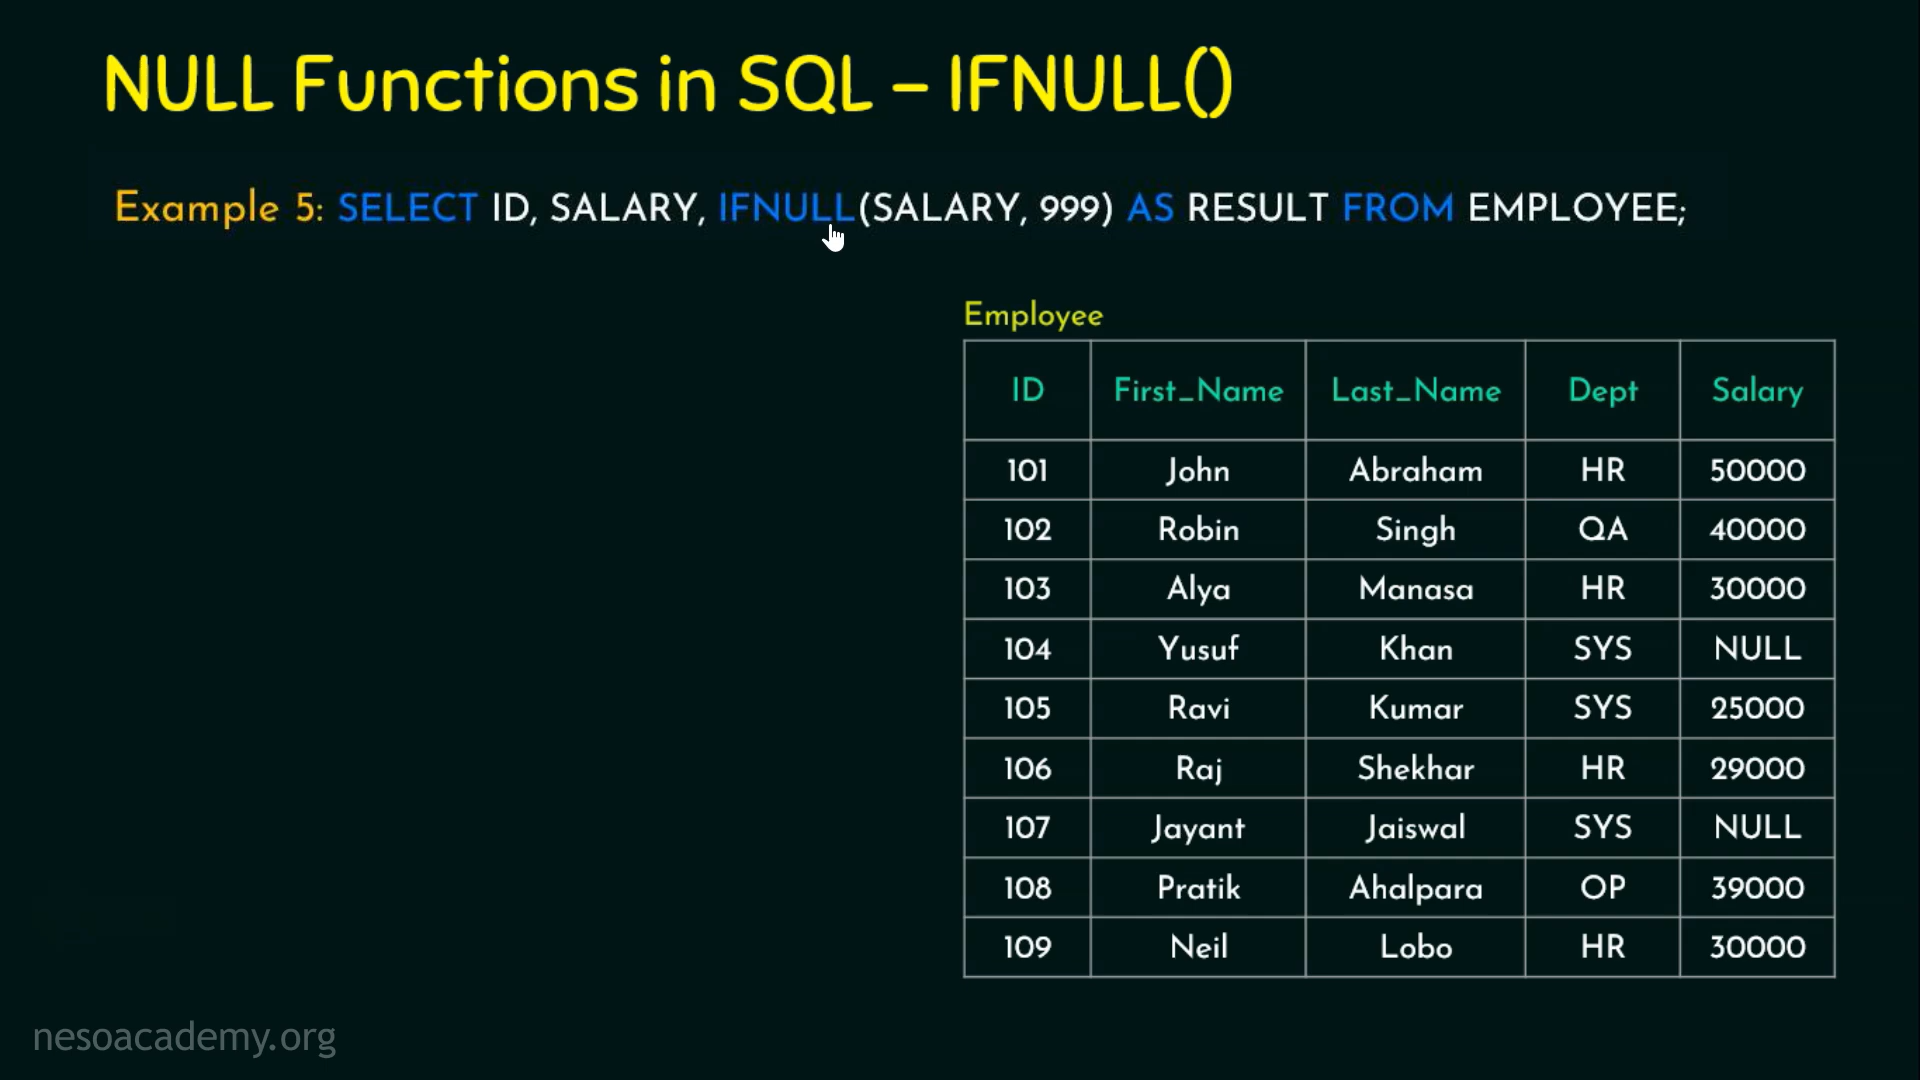 NULL Functions in SQL – IFNULL()
Example 5: SELECT ID, SALARY, IFNULL(SALARY, 999) AS RESULT FROM EMPLOYEE;
Employee
ID First_Name Last_Name Dept Salary
101 John Abraham HR 50000
102 Robin Singh QA 40000
103 Alya Manasa HR 30000
104 Yusuf Khan SYS NULL
105 Ravi Kumar SYS 25000
106 Raj Shekhar HR 29000
107 Jayant Jaiswal SYS NULL
108 Pratik Ahalpara OP 39000
109 Neil Lobo HR 30000
nesoacademy.org